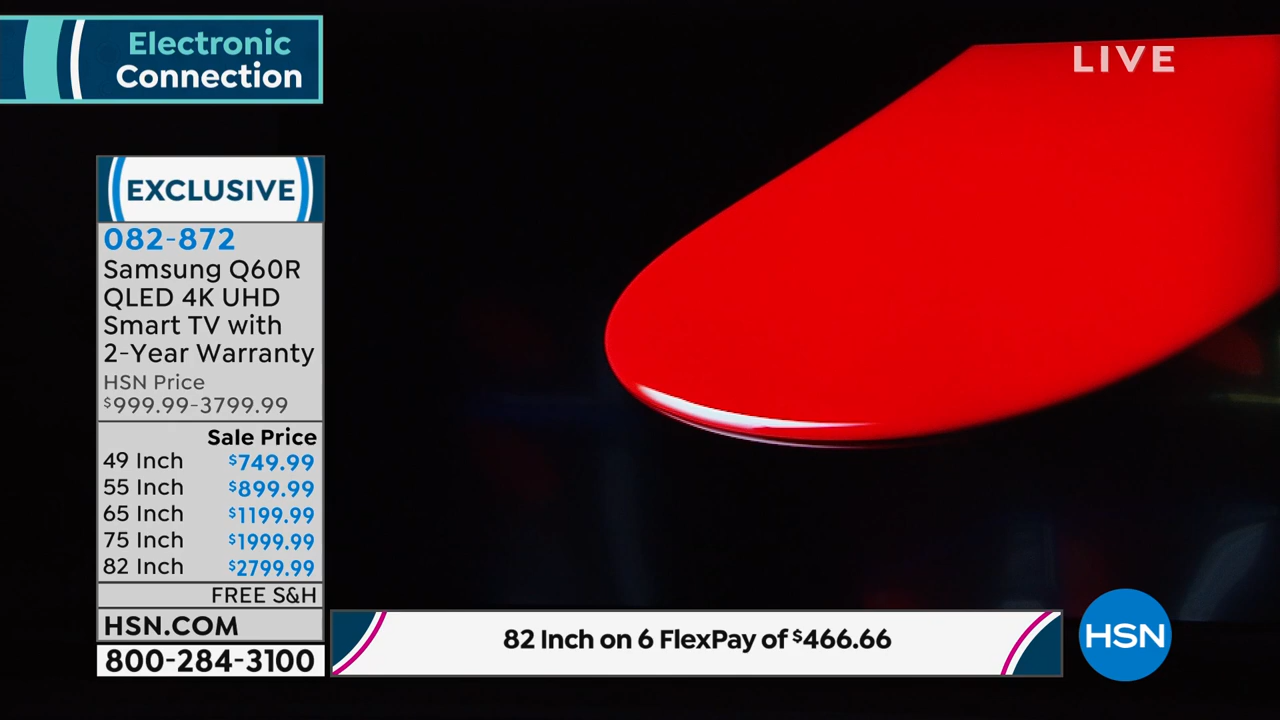 Electronic
Connection
LIVE
EXCLUSIVE
082-872
Samsung Q60R
QLED 4K UHD
Smart TV with
2-Year Warranty
HSN Price
$999.99-3799.99
Sale Price
49 Inch $749.99
55 Inch $899.99
65 Inch $1199.99
75 Inch $1999.99
82 Inch $2799.99
FREE S&H
HSN.COM
800-284-3100
82 Inch on 6 FlexPay of $466.66
HSN